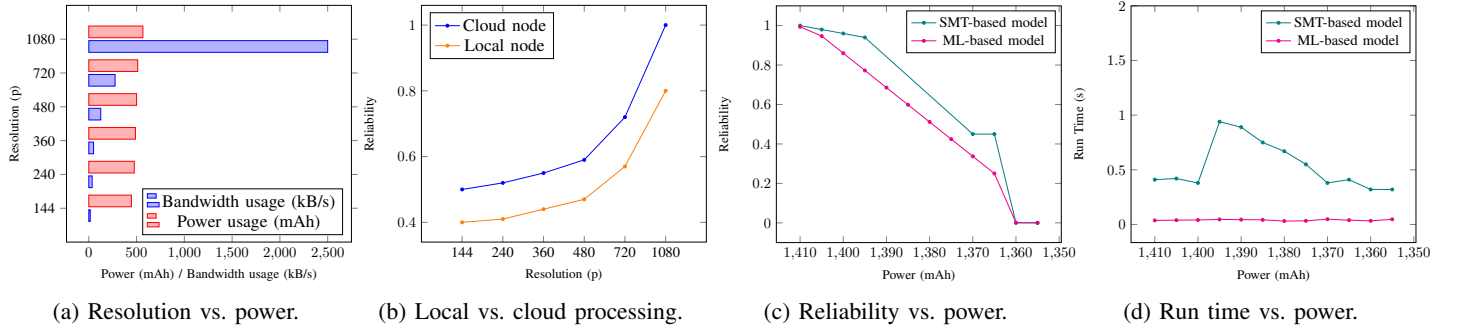 1080
720
480
360
240
144
Resolution (p)
Bandwidth usage (kB/s)
Power usage (mAh)
0 500 1,000 1,500 2,000 2,500
Power (mAh) / Bandwidth usage (kB/s)
(a) Resolution vs. power.
Cloud node
Local node
1
0.8
0.6
0.4
Reliability
144 240 360 480 720 1080
Resolution (p)
(b) Local vs. cloud processing.
SMT-based model
ML-based model
1
0.8
0.6
0.4
0.2
0
Reliability
1,410 1,400 1,390 1,380 1,370 1,360 1,350
Power (mAh)
(c) Reliability vs. power.
SMT-based model
ML-based model
2
1.5
1
0.5
0
Run Time (s)
1,410 1,400 1,390 1,380 1,370 1,360 1,350
Power (mAh)
(d) Run time vs. power.